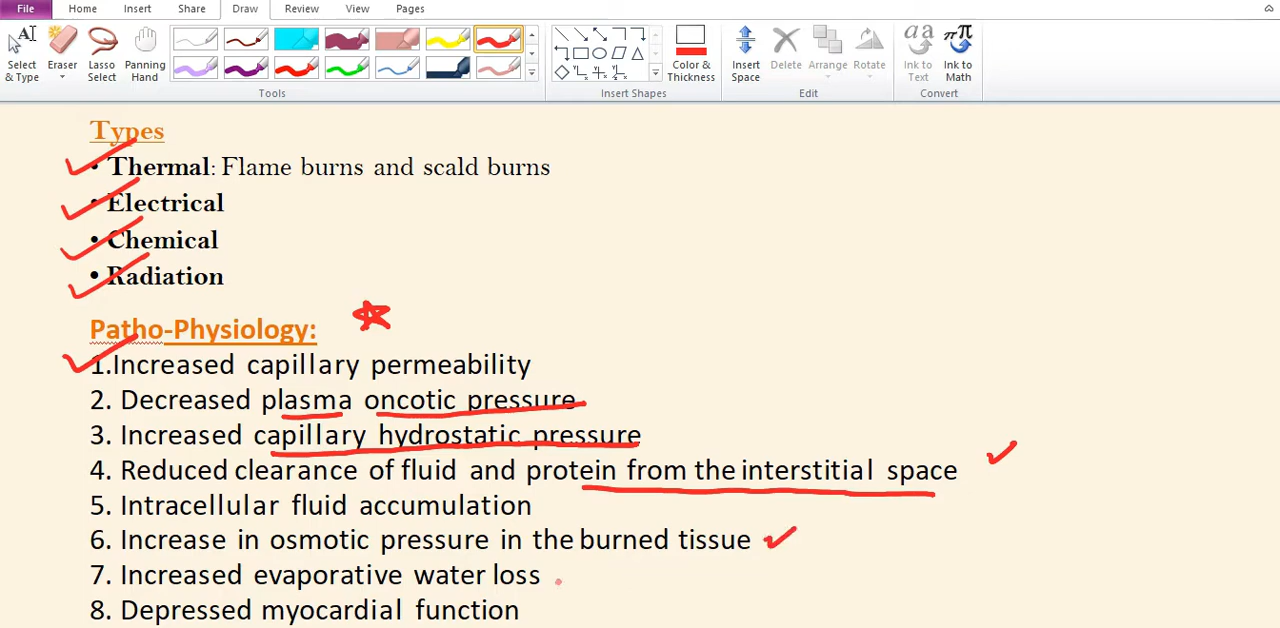 File Home Insert Share Draw Review View Pages
Select & Type Eraser Lasso Select Panning Hand Color & Thickness Insert Space Delete Arrange Rotate Ink to Text Ink to Math
Tools Insert Shapes Edit Convert
Types
• Thermal: Flame burns and scald burns
• Electrical
• Chemical
• Radiation
Patho-Physiology:
1.Increased capillary permeability
2. Decreased plasma oncotic pressure
3. Increased capillary hydrostatic pressure
4. Reduced clearance of fluid and protein from the interstitial space
5. Intracellular fluid accumulation
6. Increase in osmotic pressure in the burned tissue
7. Increased evaporative water loss
8. Depressed myocardial function